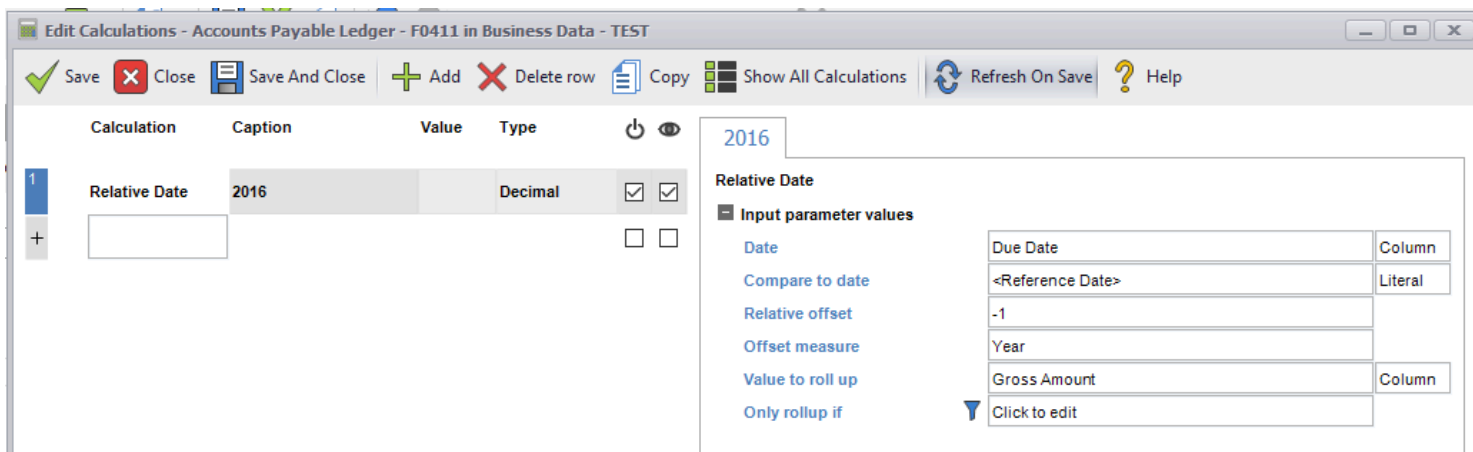 Edit Calculations - Accounts Payable Ledger - F0411 in Business Data - TEST
Save Close Save And Close Add Delete row Copy Show All Calculations Refresh On Save Help
Calculation Caption Value Type
1 Relative Date 2016 Decimal
+
2016
Relative Date
Input parameter values
Date Due Date Column
Compare to date <Reference Date> Literal
Relative offset -1
Offset measure Year
Value to roll up Gross Amount Column
Only rollup if Click to edit